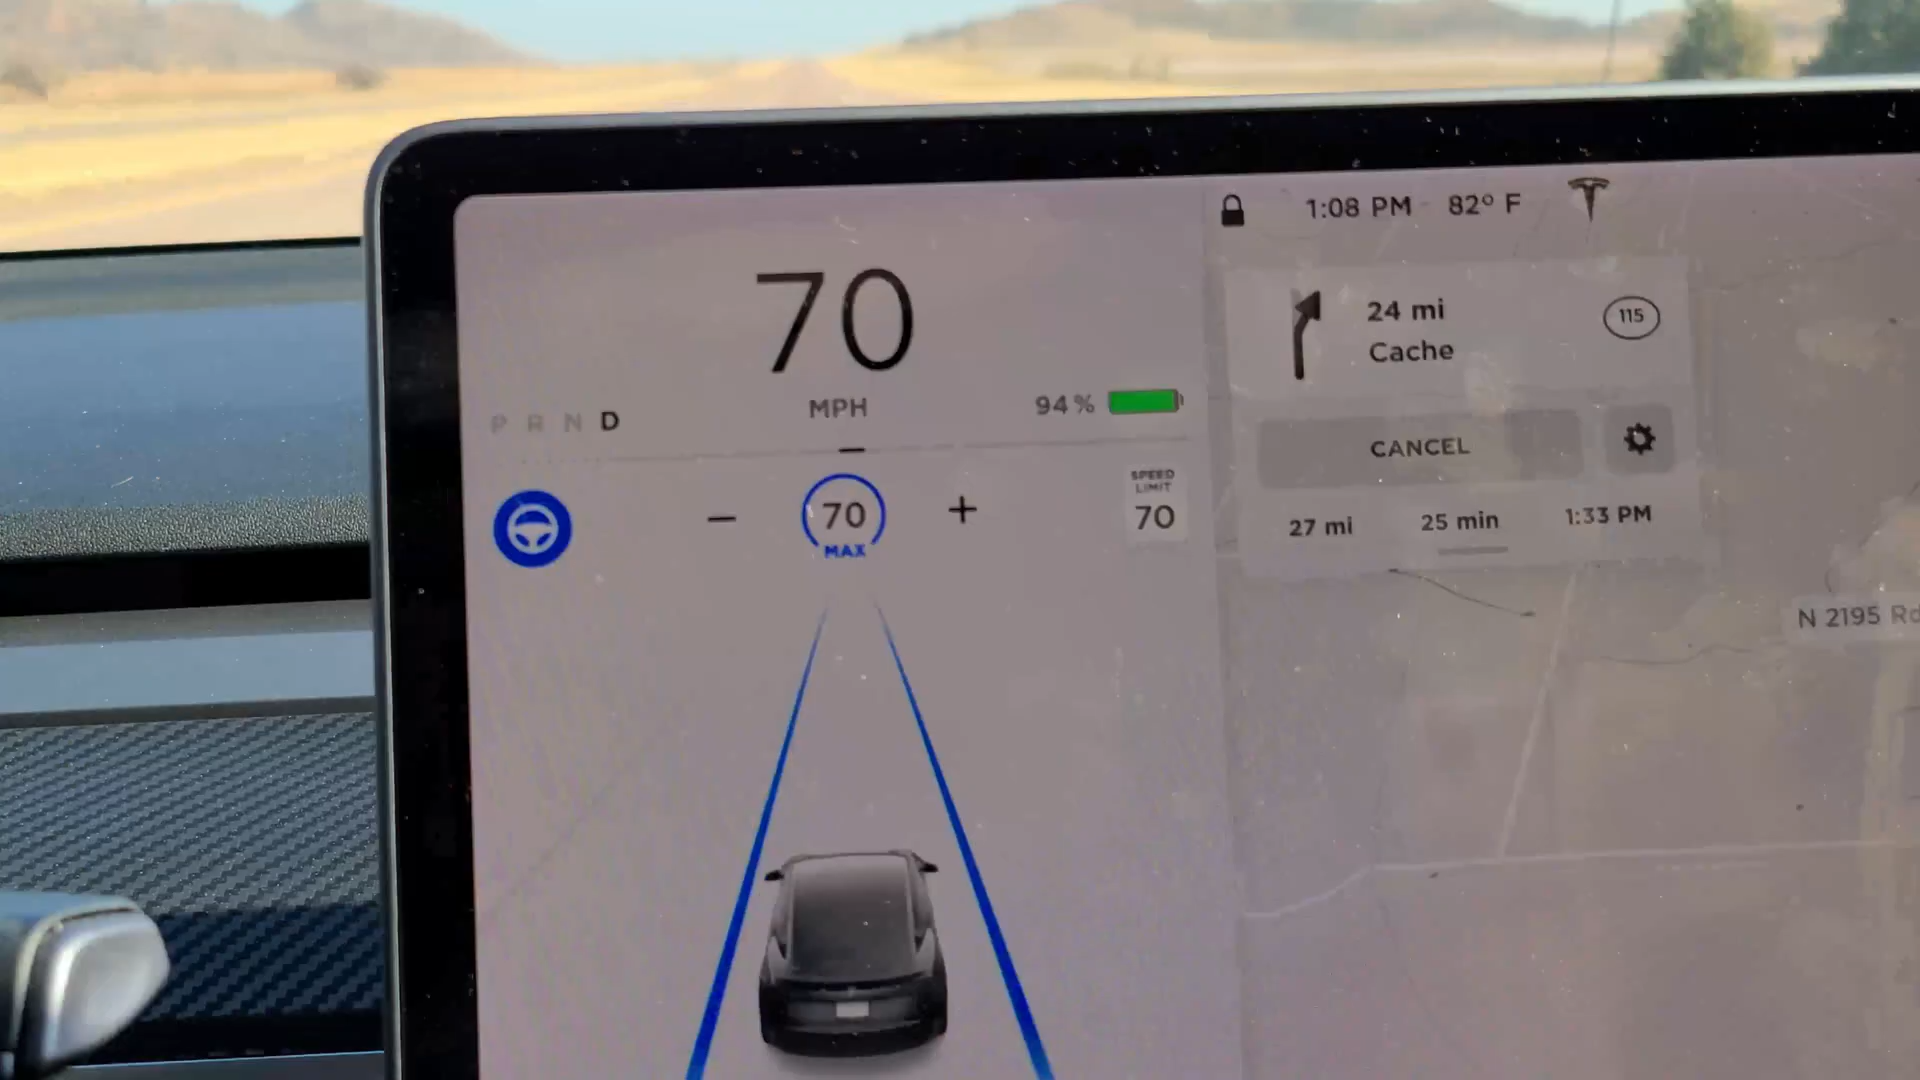 1:08 PM 82° F
70
MPH
P R N D
94%
70
MAX
SPEED
LIMIT
70
24 mi
Cache
115
CANCEL
27 mi 25 min 1:33 PM
N 2195 Rd